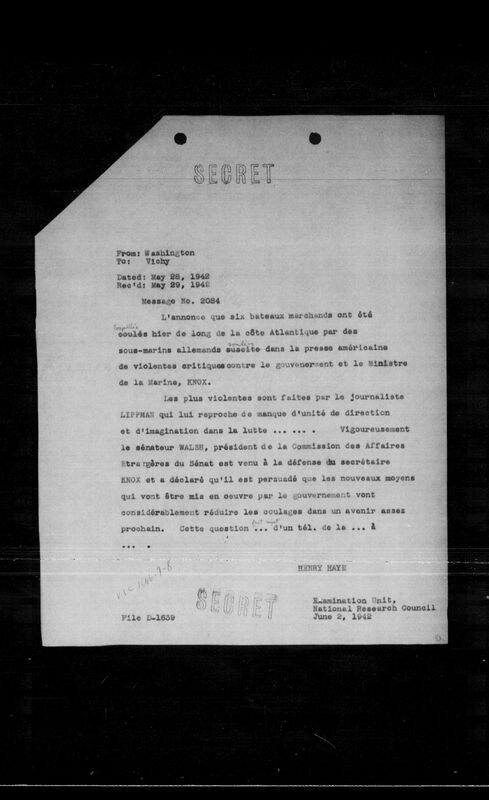 SECRET
From: Washington
To: Vichy
Dated: May 28, 1942
Rec'd: May 29, 1942
Message No. 2084
L'annonce que six bateaux marchands ont été
coulés hier de long de la côte Atlantique par des
sous-marins allemands suscite dans la presse américaine
de violentes critiques contre le gouvenerment et le Ministre
de la Marine, KNOX.
Les plus violentes sont faites par le journaliste
LIPPMAN qui lui reproche de manque d'unité de direction
et d'imagination dans la lutte ... ... . Vigoureusement
le sénateur WALSH, président de la Commission des Affaires
Etrangères du Sénat est venu à la défense du secrétaire
KNOX et a déclaré qu'il est persuadé que les nouveaux moyens
qui vont être mis en oeuvre par le gouvernement vont
considérablement réduire les coulages dans un avenir assez
prochain. Cette question ... d'un tél. de la ... à
... .
HENRY HAYE
SECRET
Examination Unit,
National Research Council
File D-1639
June 2, 1942